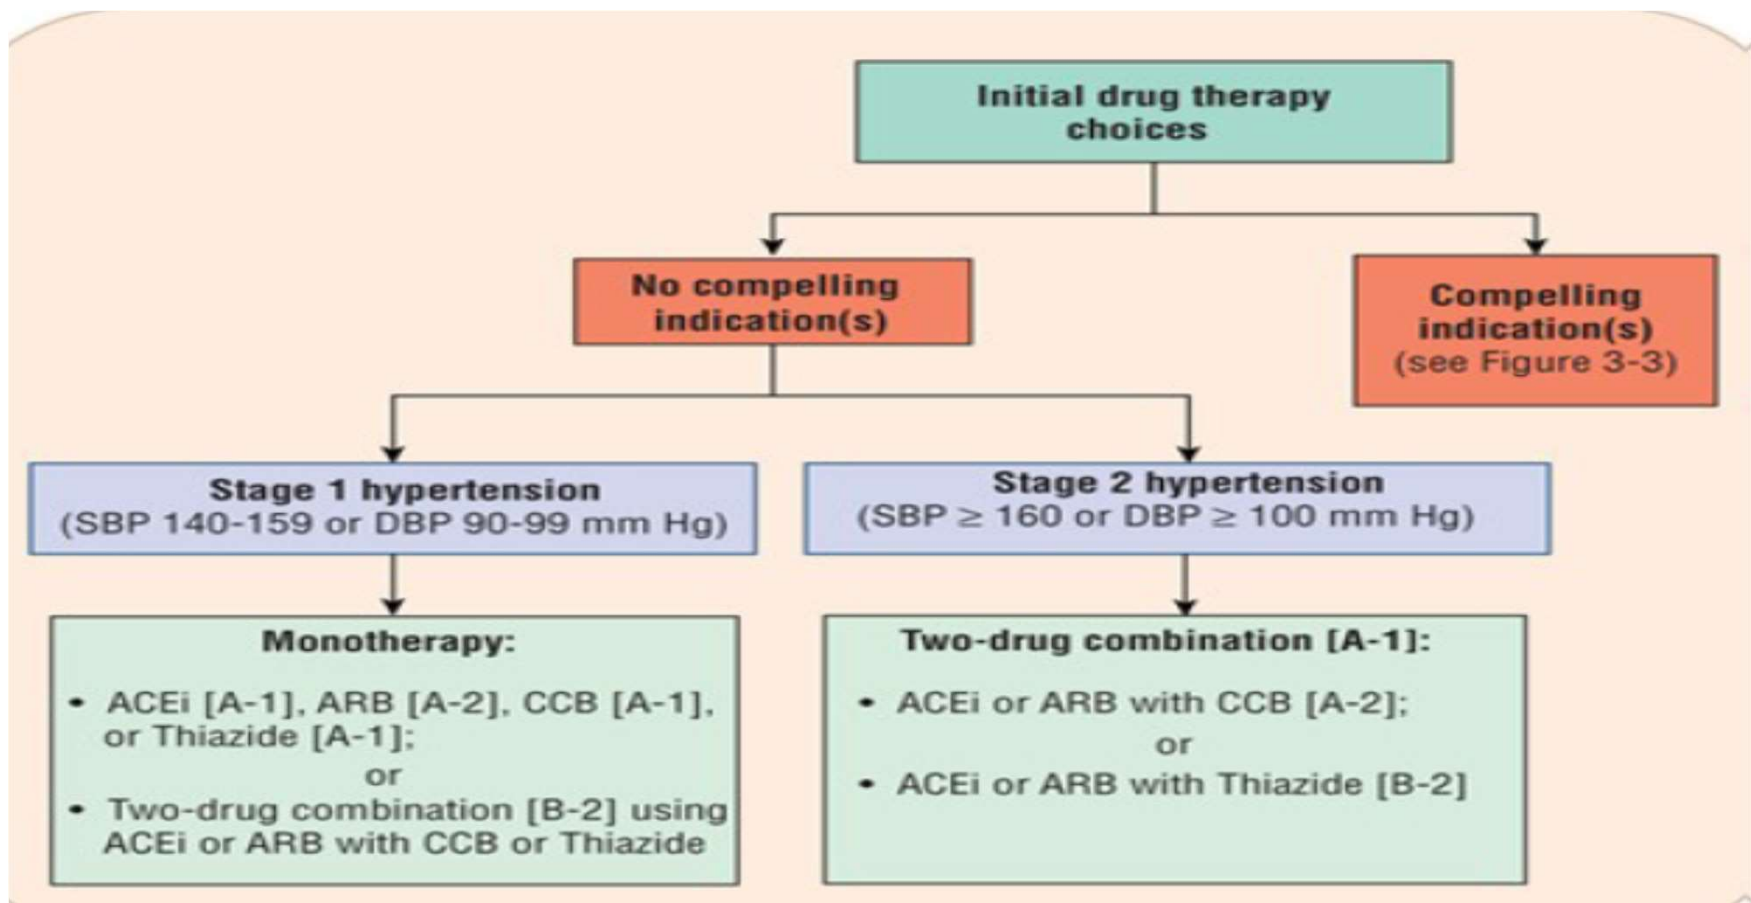 Initial drug therapy
choices
No compelling
indication(s)
Compelling
indication(s)
(see Figure 3-3)
Stage 1 hypertension
(SBP 140-159 or DBP 90-99 mm Hg)
Stage 2 hypertension
(SBP ≥ 160 or DBP ≥ 100 mm Hg)
Monotherapy:
• ACEi [A-1], ARB [A-2], CCB [A-1],
or Thiazide [A-1];
or
• Two-drug combination [B-2] using
ACEi or ARB with CCB or Thiazide
Two-drug combination [A-1]:
• ACEi or ARB with CCB [A-2];
or
• ACEi or ARB with Thiazide [B-2]